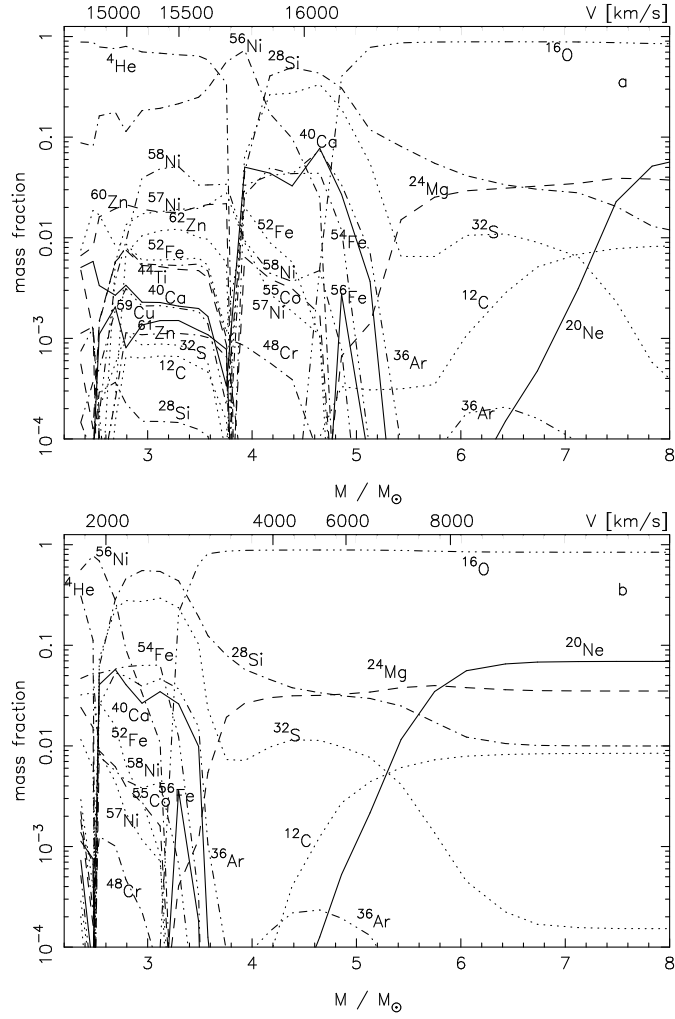 15000 15500 16000 V [km/s]
1
56Ni
28Si
16O
4He
a
0.1
40Ca
58Ni
24Mg
60Zn
57Ni
62Zn
32S
mass fraction
0.01
52Fe
52Fe
54Fe
44Ti
58Ni
40Ca
55Co
56Fe
12C
59Cu
57Ni
61Zn
20Ne
10−3
32S
48Cr
36Ar
12C
28Si
36Ar
10−4
3 4 5 6 7 8
M / M⊙
2000 4000 6000 8000 V [km/s]
1
56Ni
4He
16O
b
0.1
54Fe
28Si
24Mg
20Ne
40Ca
52Fe
32S
mass fraction
0.01
58Ni
55Co
56Fe
57Ni
12C
10−3
36Ar
48Cr
36Ar
10−4
3 4 5 6 7 8
M / M⊙